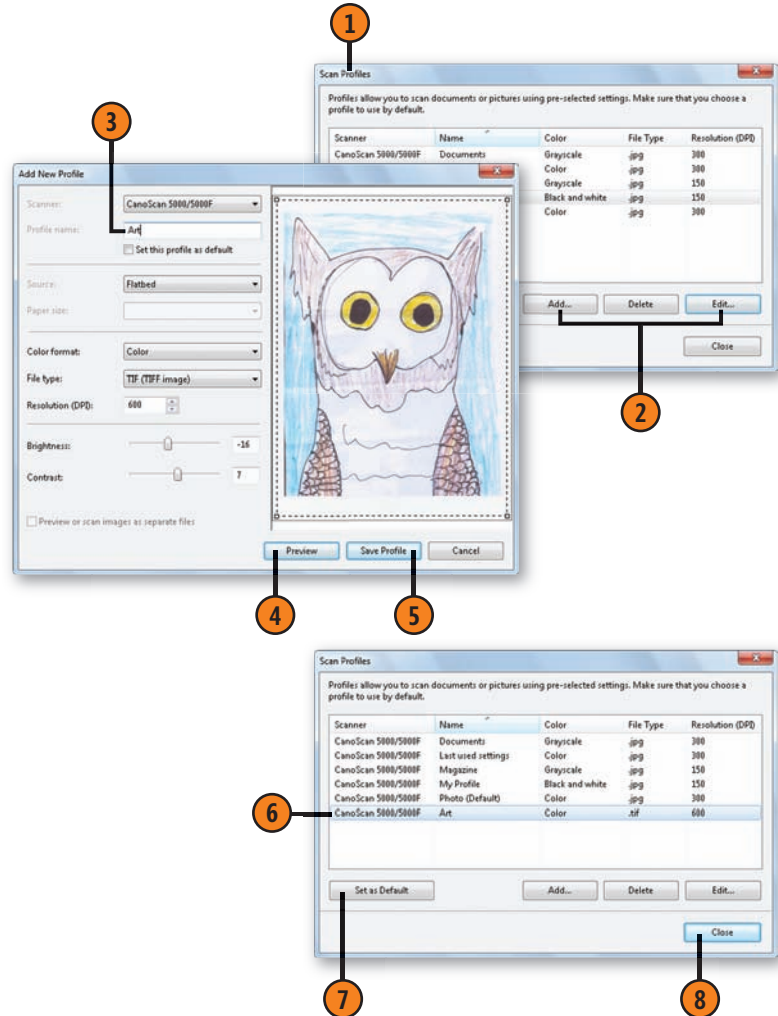 1
Scan Profiles
Profiles allow you to scan documents or pictures using pre-selected settings. Make sure that you choose a
profile to use by default.
Scanner Name Color File Type Resolution (DPI)
CanoScan 5000/5000F Documents Grayscale .jpg 300
Color .jpg 300
Grayscale .jpg 150
Black and white .jpg 150
Color .jpg 300
Add... Delete Edit...
Close
2
3
Add New Profile
Scanner: CanoScan 5000/5000F
Profile name: Art
Set this profile as default
Source: Flatbed
Paper size:
Color format: Color
File type: TIF (TIFF image)
Resolution (DPI): 600
Brightness: -16
Contrast: 7
Preview or scan images as separate files
Preview Save Profile Cancel
4 5
Scan Profiles
Profiles allow you to scan documents or pictures using pre-selected settings. Make sure that you choose a
profile to use by default.
Scanner Name Color File Type Resolution (DPI)
CanoScan 5000/5000F Documents Grayscale .jpg 300
CanoScan 5000/5000F Last used settings Color .jpg 300
CanoScan 5000/5000F Magazine Grayscale .jpg 150
CanoScan 5000/5000F My Profile Black and white .jpg 150
CanoScan 5000/5000F Photo (Default) Color .jpg 300
6
CanoScan 5000/5000F Art Color .tif 600
Set as Default Add... Delete Edit...
Close
7 8